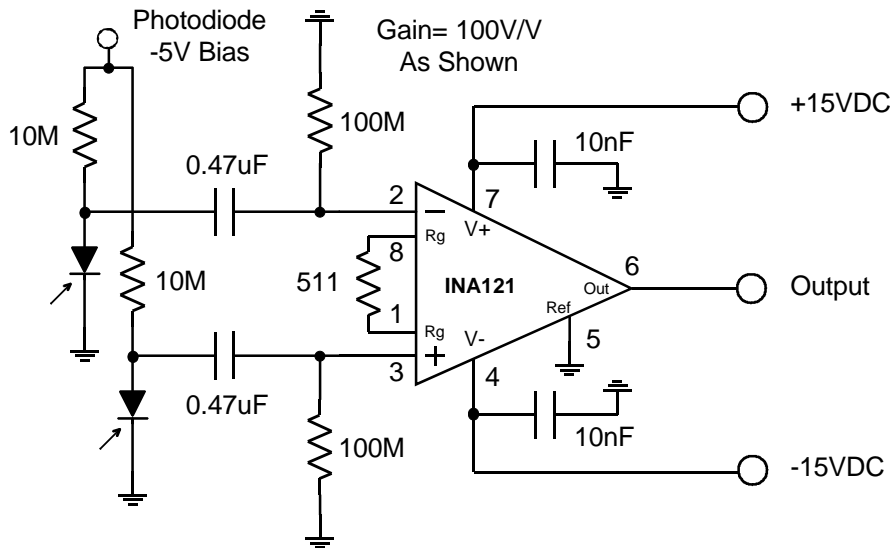 Photodiode
-5V Bias
Gain= 100V/V
As Shown
+15VDC
10M
100M
10nF
0.47uF
2
7
V+
Rg
8
6
10M
511
INA121
Out
Output
1
Ref
Rg
V-
5
3
4
0.47uF
100M
10nF
-15VDC